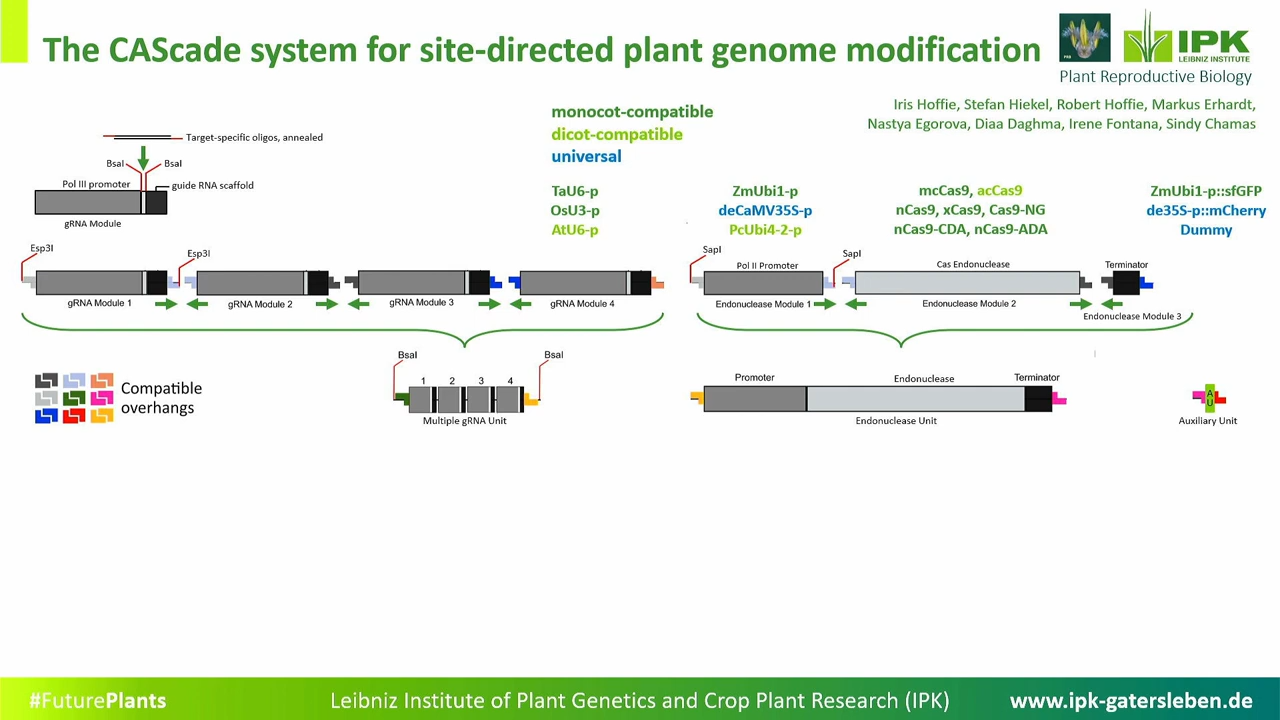 The CAScade system for site-directed plant genome modification
PRB
IPK
LEIBNIZ INSTITUTE
Plant Reproductive Biology
Iris Hoffie, Stefan Hiekel, Robert Hoffie, Markus Erhardt,
Nastya Egorova, Diaa Daghma, Irene Fontana, Sindy Chamas
monocot-compatible
dicot-compatible
universal
Target-specific oligos, annealed
BsaI BsaI
Pol III promoter guide RNA scaffold
gRNA Module
TaU6-p ZmUbi1-p mcCas9, acCas9 ZmUbi1-p::sfGFP
OsU3-p deCaMV35S-p nCas9, xCas9, Cas9-NG de35S-p::mCherry
AtU6-p PcUbi4-2-p nCas9-CDA, nCas9-ADA Dummy
Esp3I Esp3I SapI SapI
Pol II Promoter Cas Endonuclease Terminator
gRNA Module 1 gRNA Module 2 gRNA Module 3 gRNA Module 4 Endonuclease Module 1 Endonuclease Module 2
Endonuclease Module 3
BsaI BsaI
Compatible
overhangs
1 2 3 4
Multiple gRNA Unit
Promoter Endonuclease Terminator
Endonuclease Unit
AU
Auxiliary Unit
#FuturePlants Leibniz Institute of Plant Genetics and Crop Plant Research (IPK) www.ipk-gatersleben.de